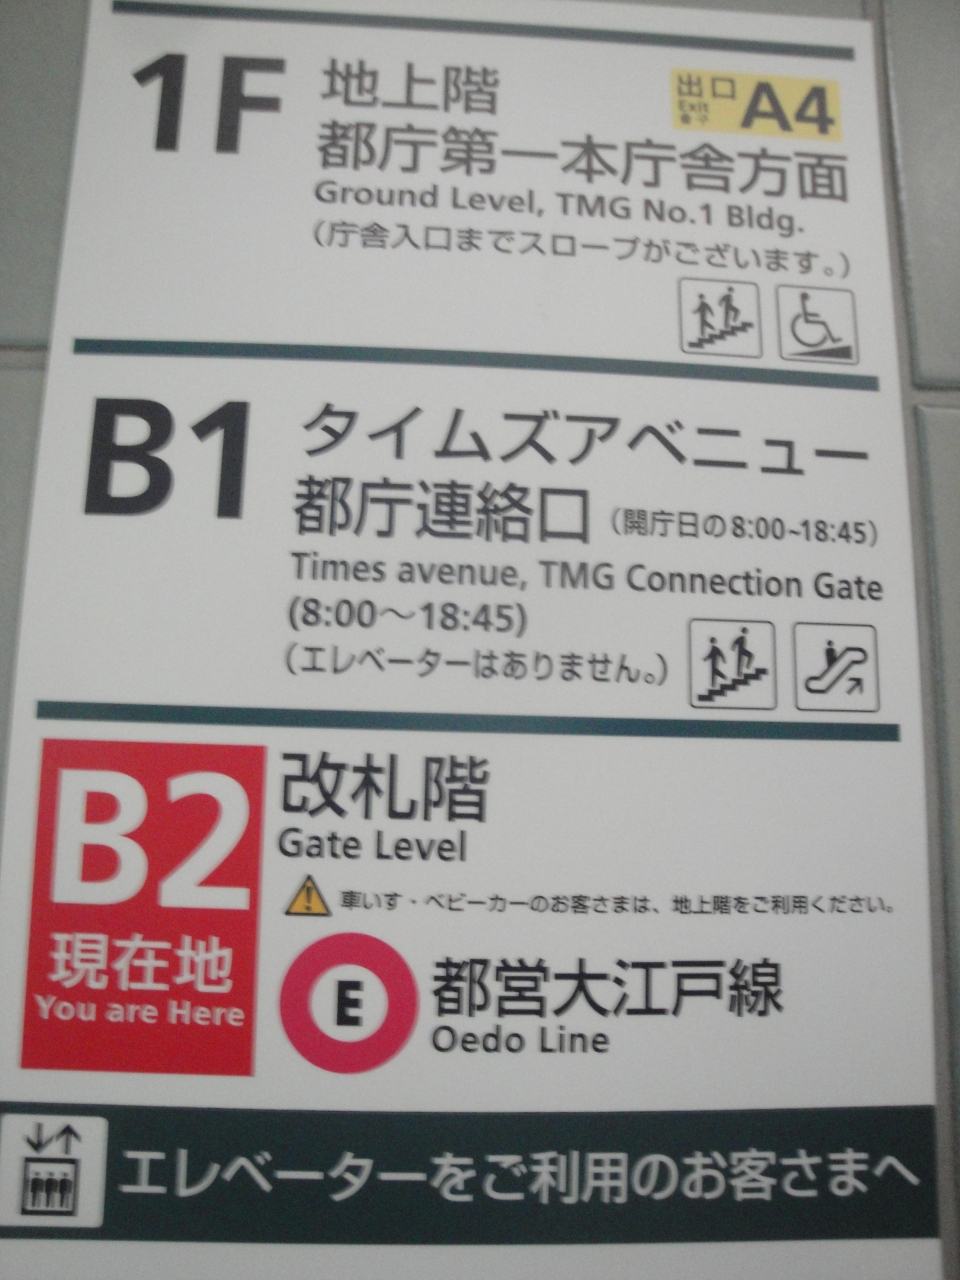 1F
地上階
出口
Exit
A4
都庁第一本庁舎方面
Ground Level, TMG No.1 Bldg.
（庁舎入口までスロープがございます。）
B1
タイムズアベニュー
都庁連絡口（開庁日の8:00~18:45）
Times avenue, TMG Connection Gate
(8:00～18:45)
（エレベーターはありません。）
B2
現在地
You are Here
改札階
Gate Level
車いす・ベビーカーのお客さまは、地上階をご利用ください。
E
都営大江戸線
Oedo Line
エレベーターをご利用のお客さまへ